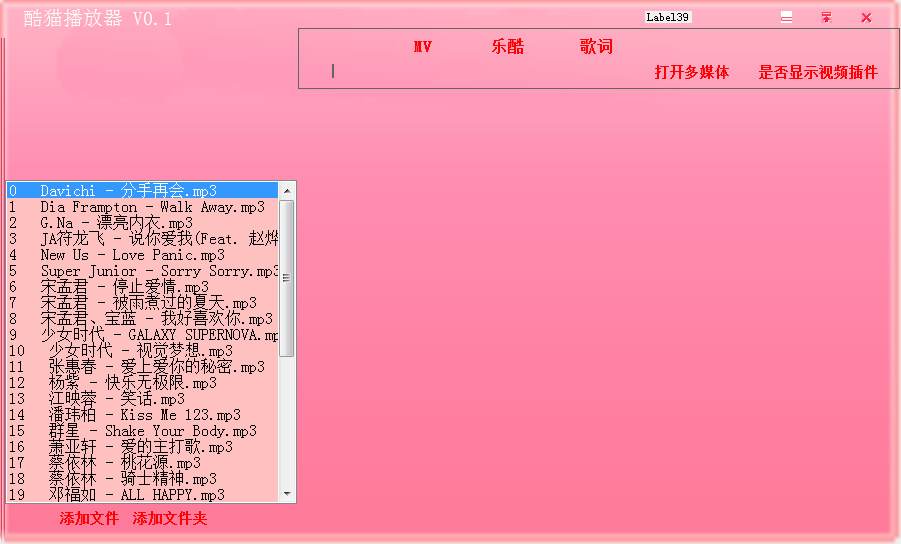 酷猫播放器 V0.1
Label39
MV 乐酷 歌词
打开多媒体 是否显示视频插件
0 Davichi - 分手再会.mp3
1 Dia Frampton - Walk Away.mp3
2 G.Na - 漂亮内衣.mp3
3 JA符龙飞 - 说你爱我(Feat. 赵烨
4 New Us - Love Panic.mp3
5 Super Junior - Sorry Sorry.mp3
6 宋孟君 - 停止爱情.mp3
7 宋孟君 - 被雨煮过的夏天.mp3
8 宋孟君、宝蓝 - 我好喜欢你.mp3
9 少女时代 - GALAXY SUPERNOVA.mp
10 少女时代 - 视觉梦想.mp3
11 张惠春 - 爱上爱你的秘密.mp3
12 杨紫 - 快乐无极限.mp3
13 江映蓉 - 笑话.mp3
14 潘玮柏 - Kiss Me 123.mp3
15 群星 - Shake Your Body.mp3
16 萧亚轩 - 爱的主打歌.mp3
17 蔡依林 - 桃花源.mp3
18 蔡依林 - 骑士精神.mp3
19 邓福如 - ALL HAPPY.mp3
添加文件 添加文件夹